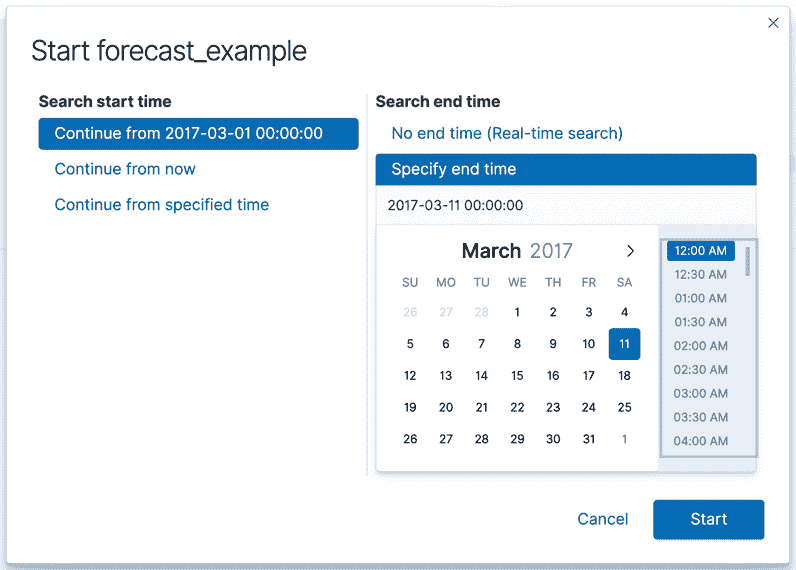 Start forecast_example
Search start time
Continue from 2017-03-01 00:00:00
Continue from now
Continue from specified time
Search end time
No end time (Real-time search)
Specify end time
2017-03-11 00:00:00
March 2017
SU MO TU WE TH FR SA
26 27 28 1 2 3 4
5 6 7 8 9 10 11
12 13 14 15 16 17 18
19 20 21 22 23 24 25
26 27 28 29 30 31 1
12:00 AM
12:30 AM
01:00 AM
01:30 AM
02:00 AM
02:30 AM
03:00 AM
03:30 AM
04:00 AM
Cancel
Start